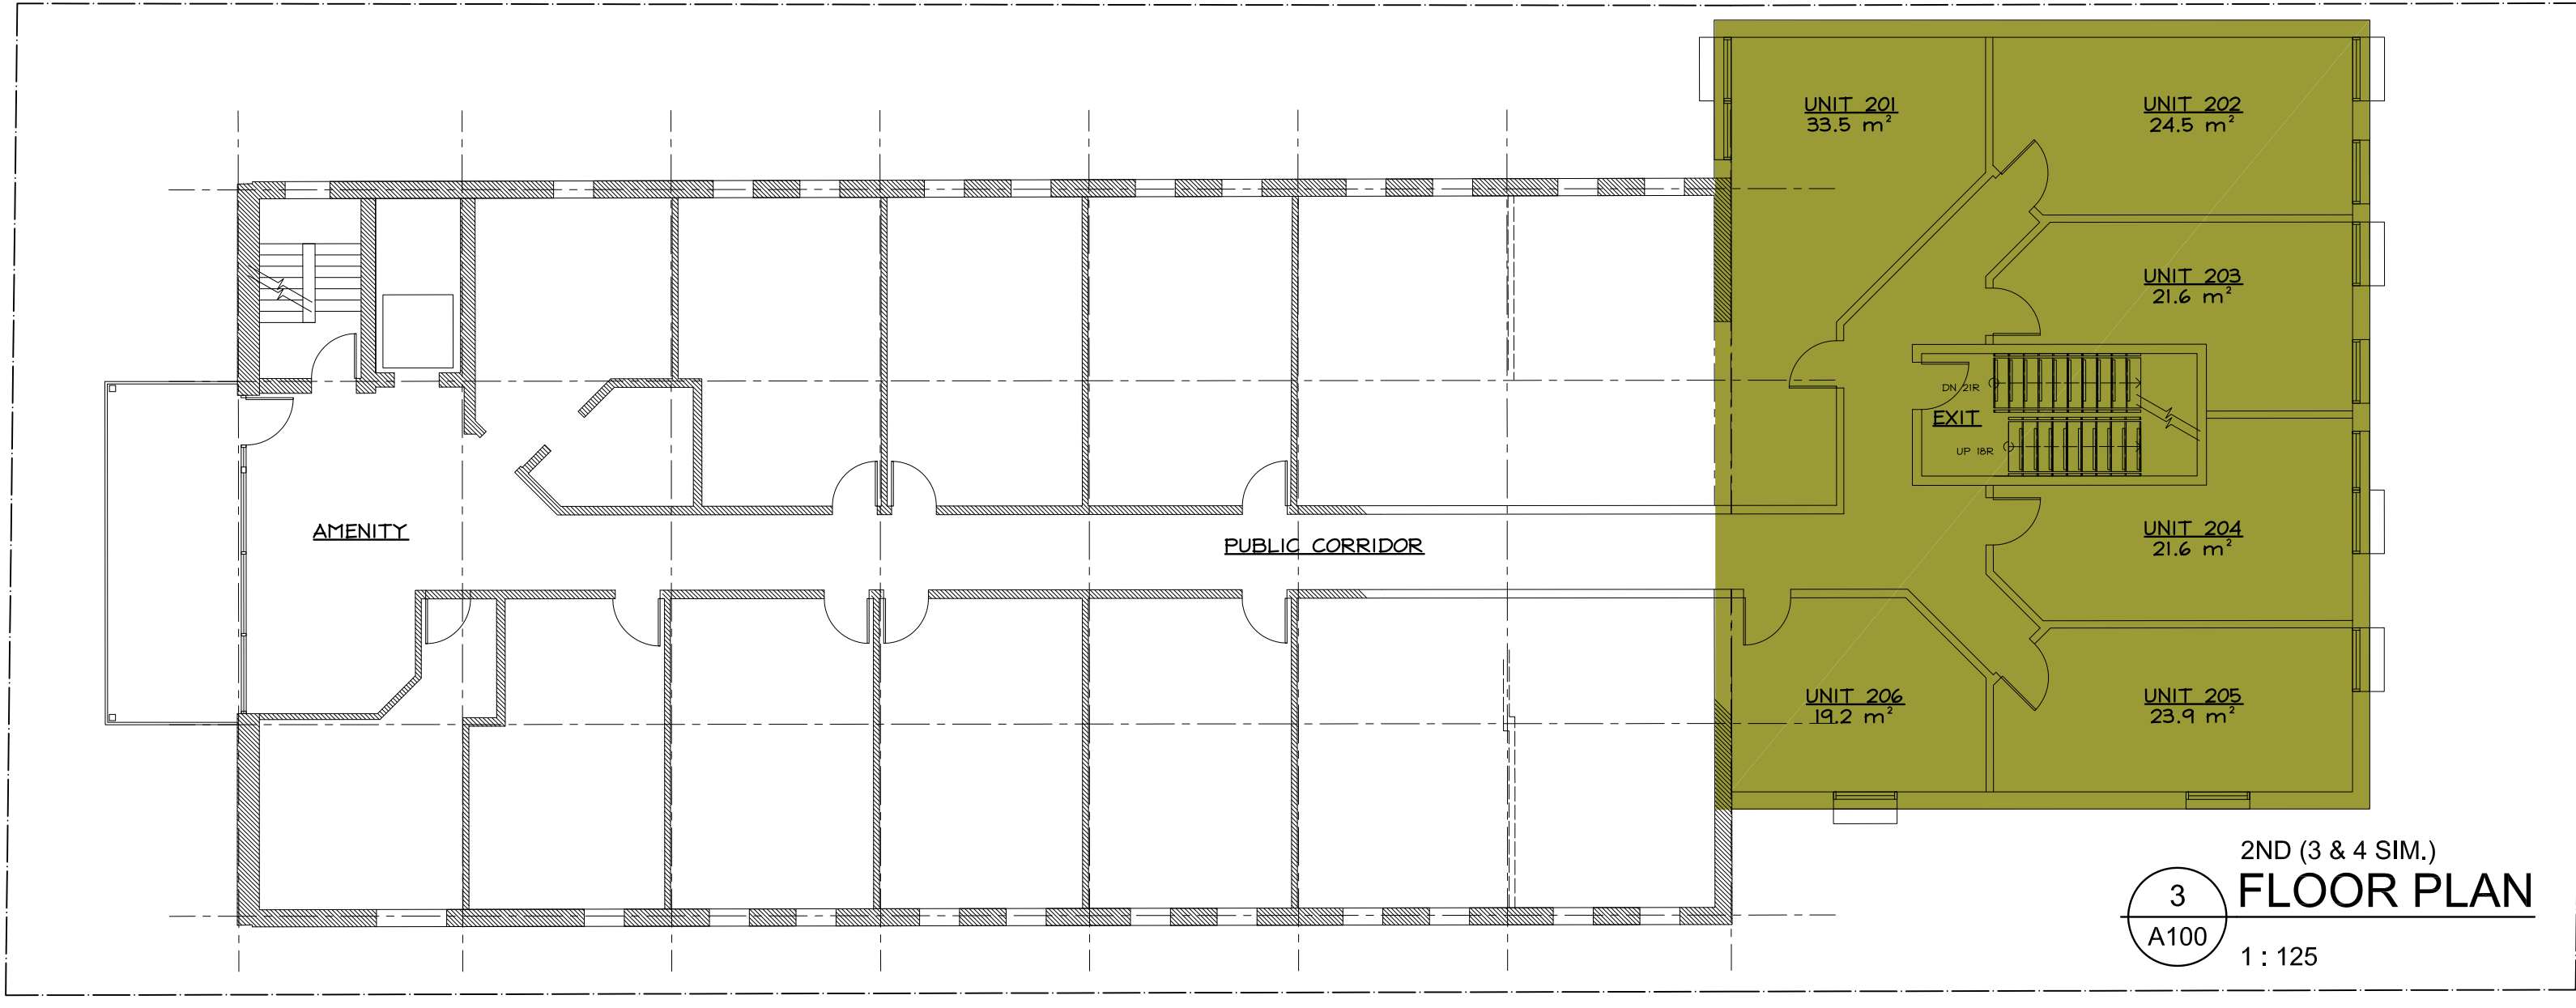 UNIT 201
33.5 m²
UNIT 202
24.5 m²
UNIT 203
21.6 m²
DN 21R
EXIT
UP 18R
AMENITY
PUBLIC CORRIDOR
UNIT 204
21.6 m²
UNIT 206
19.2 m²
UNIT 205
23.9 m²
2ND (3 & 4 SIM.)
3
FLOOR PLAN
A100
1 : 125